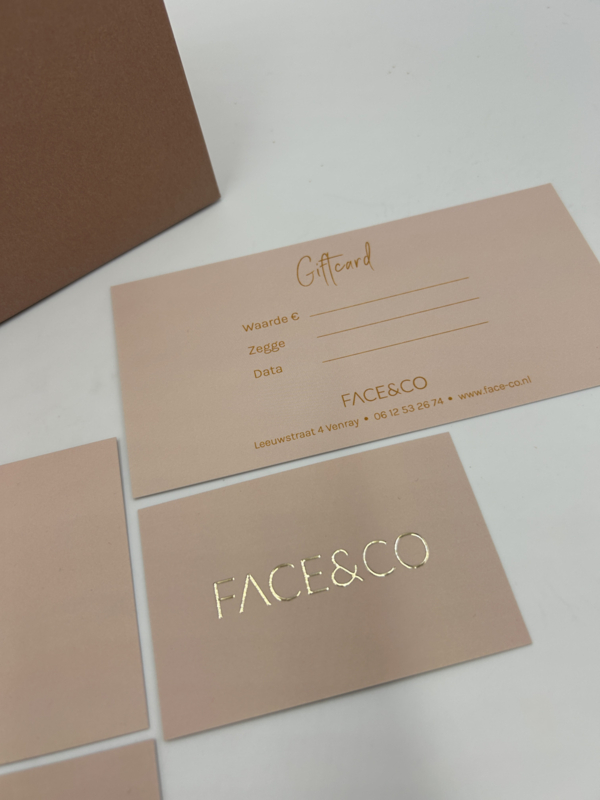 Giftcard
Waarde €
Zegge
Data
FACE&CO
Leeuwstraat 4 Venray • 06 12 53 26 74 • www.face-co.nl
FACE&CO